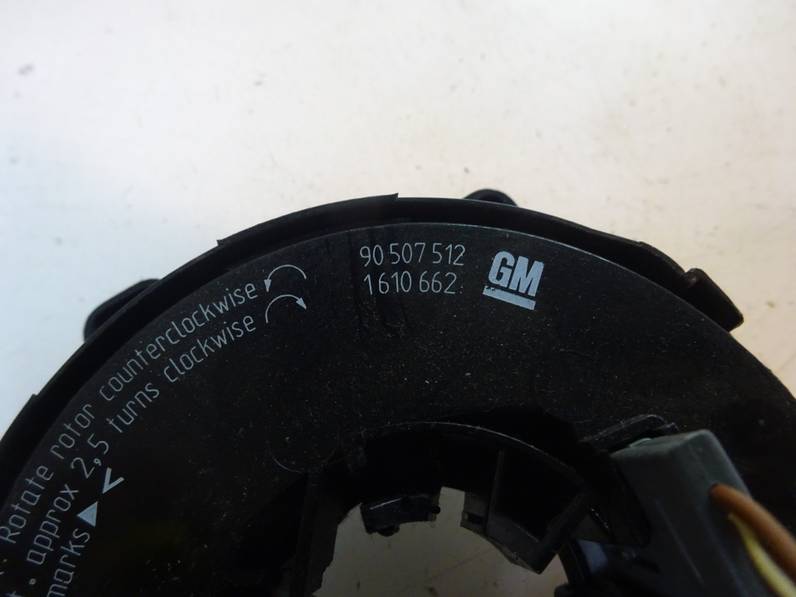 90 507 512
1 610 662
GM
Rotate rotor counterclockwise
approx 2,5 turns clockwise
marks